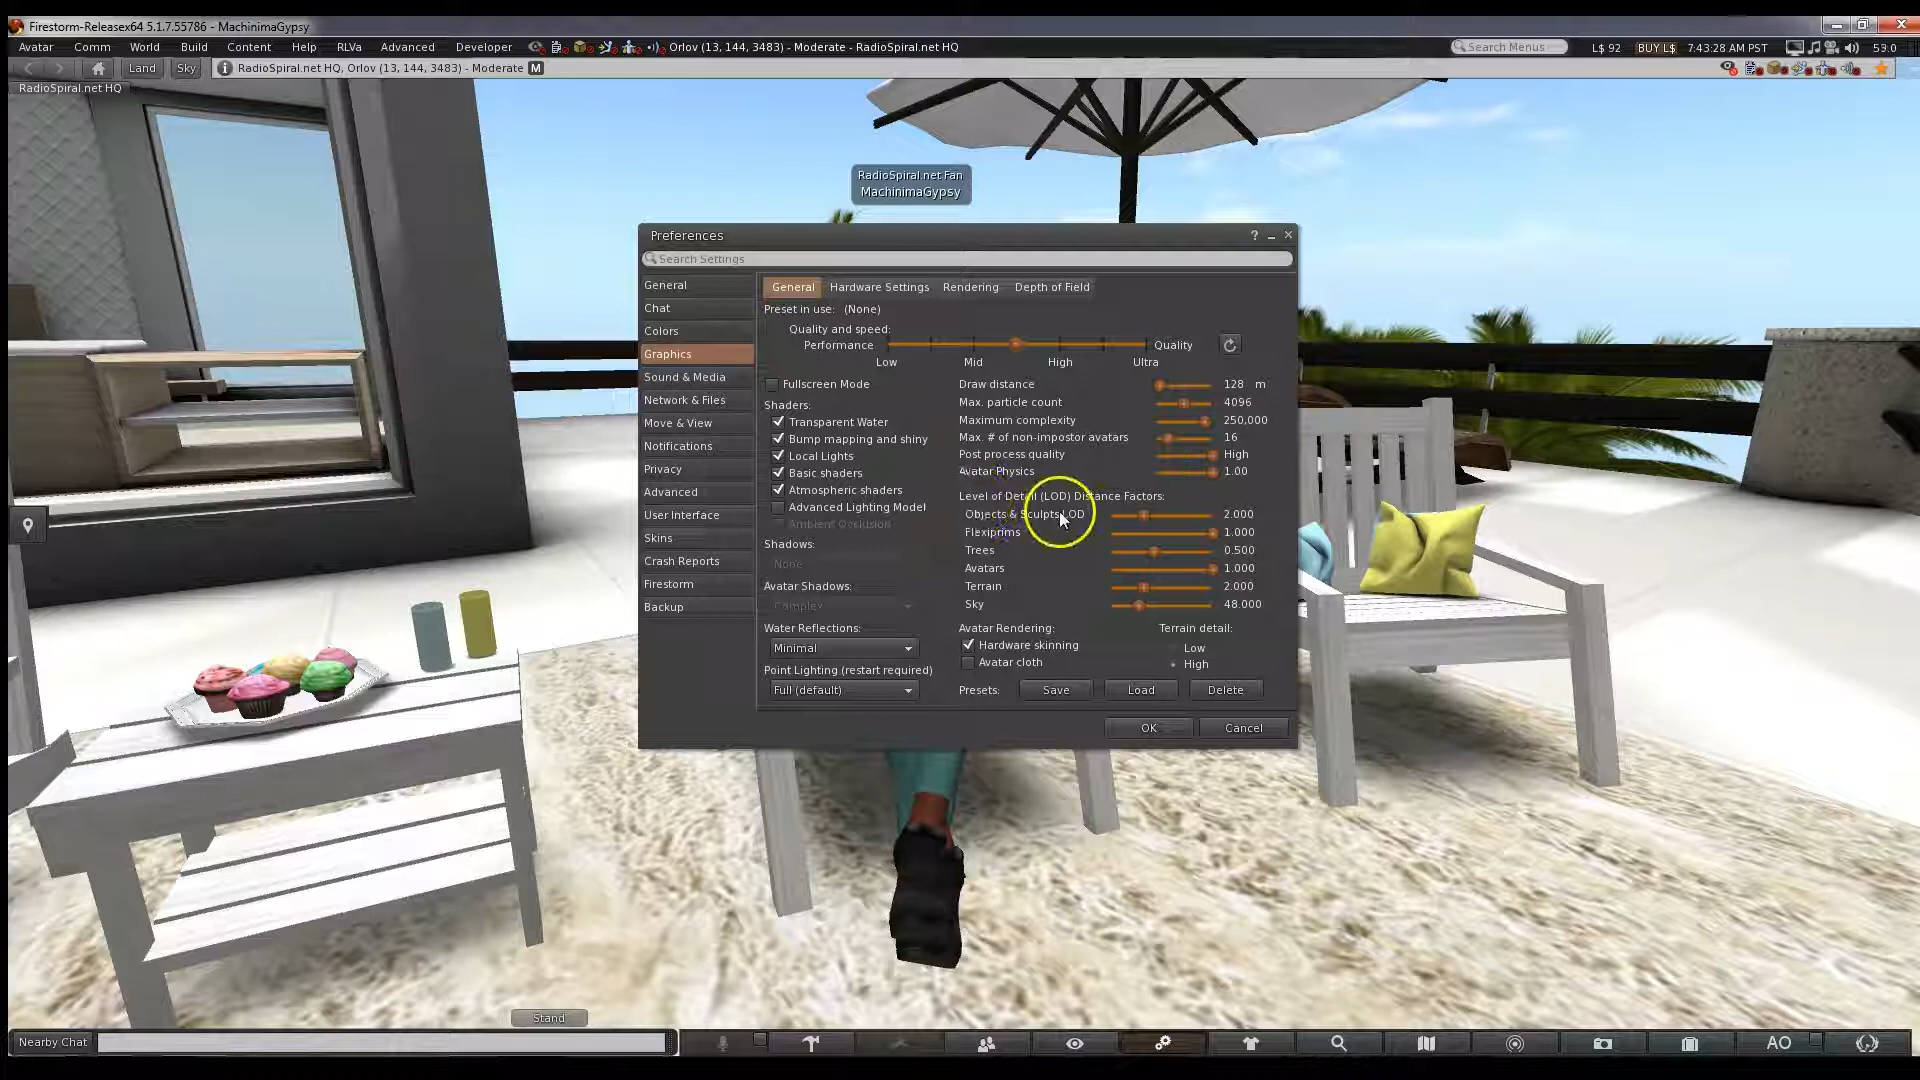 Firestorm-Releasex64 5.1.7.55786 - MachinimaGypsy
Avatar Comm World Build Content Help RLVa Advanced Developer Orlov (13, 144, 3483) - Moderate - RadioSpiral.net HQ Search Menus L$ 92 BUY L$ 7:43:28 AM PST 53.0
Land Sky RadioSpiral.net HQ, Orlov (13, 144, 3483) - Moderate M
RadioSpiral.net HQ
RadioSpiral.net Fan
MachinimaGypsy
Preferences ?
Search Settings
General
Chat
Colors
Graphics
Sound & Media
Network & Files
Move & View
Notifications
Privacy
Advanced
User Interface
Skins
Crash Reports
Firestorm
Backup
General Hardware Settings Rendering Depth of Field
Preset in use: (None)
Quality and speed:
Performance Quality
Low Mid High Ultra
Fullscreen Mode
Shaders:
Transparent Water
Bump mapping and shiny
Local Lights
Basic shaders
Atmospheric shaders
Advanced Lighting Model
Ambient Occlusion
Shadows:
None
Avatar Shadows:
Complex
Water Reflections:
Minimal
Point Lighting (restart required)
Full (default)
Draw distance 128 m
Max. particle count 4096
Maximum complexity 250,000
Max. # of non-impostor avatars 16
Post process quality High
Avatar Physics 1.00
Level of Detail (LOD) Distance Factors:
Objects & Sculpts LOD 2.000
Flexiprims 1.000
Trees 0.500
Avatars 1.000
Terrain 2.000
Sky 48.000
Avatar Rendering:
Hardware skinning
Avatar cloth
Terrain detail:
Low
High
Presets: Save Load Delete
OK Cancel
Stand
Nearby Chat AO